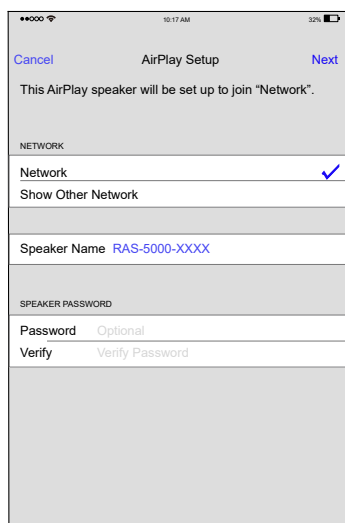 10:17 AM 32%
Cancel AirPlay Setup Next
This AirPlay speaker will be set up to join “Network”.
NETWORK
Network
Show Other Network
Speaker Name RAS-5000-XXXX
SPEAKER PASSWORD
Password Optional
Verify Verify Password